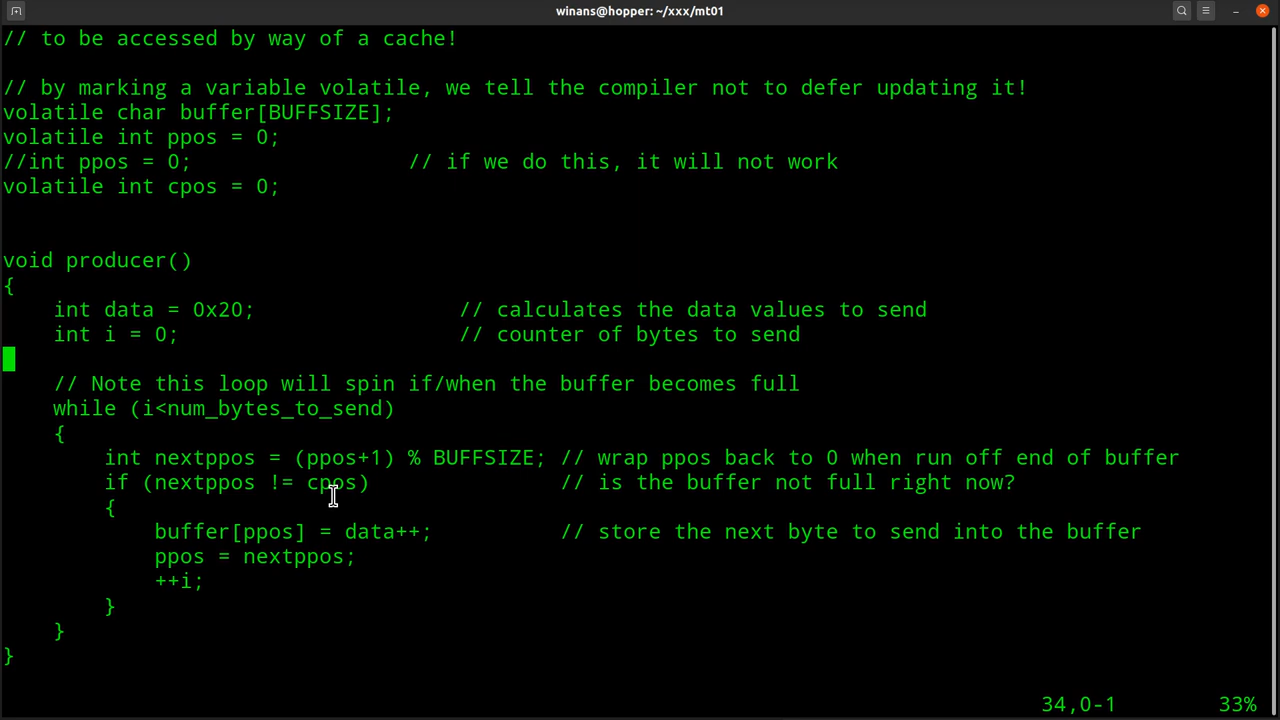 winans@hopper: ~/xxx/mt01
// to be accessed by way of a cache!
// by marking a variable volatile, we tell the compiler not to defer updating it!
volatile char buffer[BUFFSIZE];
volatile int ppos = 0;
//int ppos = 0; // if we do this, it will not work
volatile int cpos = 0;
void producer()
{
    int data = 0x20; // calculates the data values to send
    int i = 0; // counter of bytes to send
    // Note this loop will spin if/when the buffer becomes full
    while (i<num_bytes_to_send)
    {
        int nextppos = (ppos+1) % BUFFSIZE; // wrap ppos back to 0 when run off end of buffer
        if (nextppos != cpos) // is the buffer not full right now?
        {
            buffer[ppos] = data++; // store the next byte to send into the buffer
            ppos = nextppos;
            ++i;
        }
    }
}
34,0-1 33%